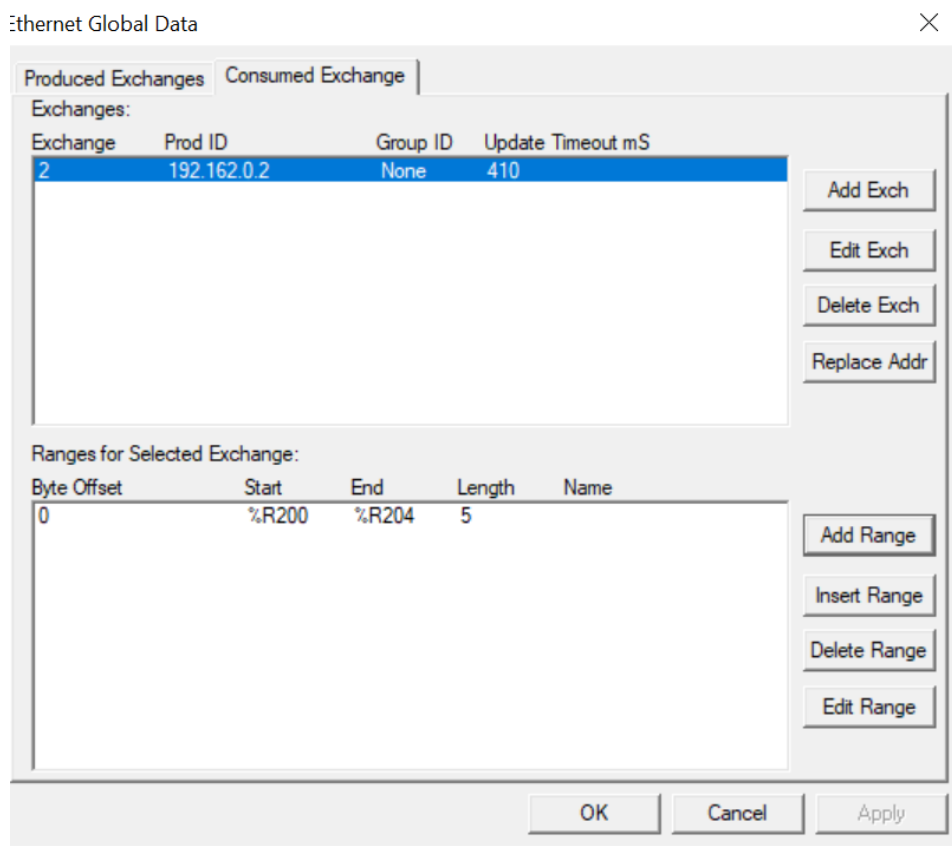 Ethernet Global Data
Produced Exchanges Consumed Exchange
Exchanges:
Exchange Prod ID Group ID Update Timeout mS
2 192.162.0.2 None 410
Add Exch
Edit Exch
Delete Exch
Replace Addr
Ranges for Selected Exchange:
Byte Offset Start End Length Name
0 %R200 %R204 5
Add Range
Insert Range
Delete Range
Edit Range
OK Cancel Apply